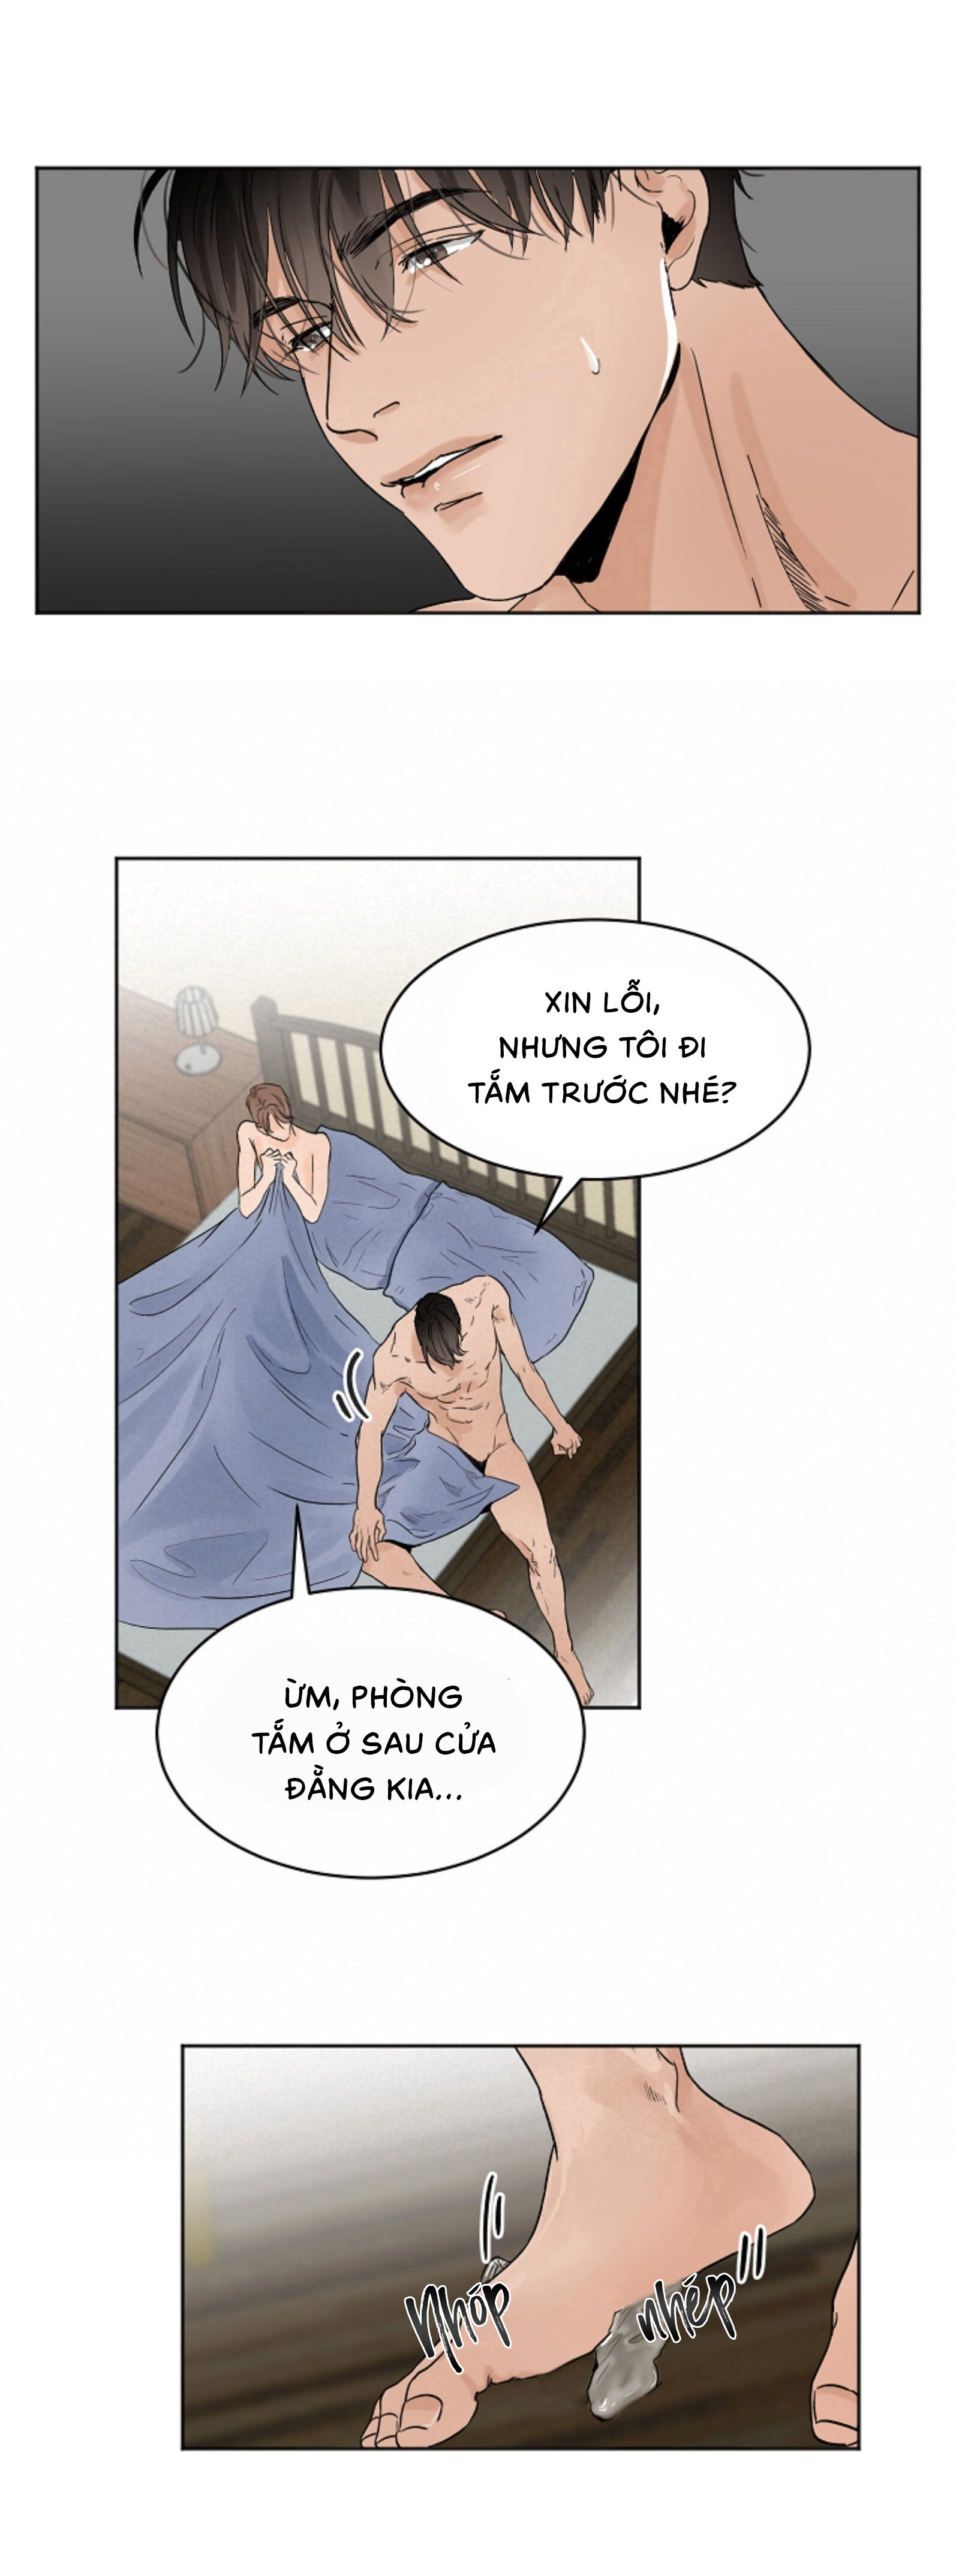 XIN LỖI,
NHƯNG TÔI ĐI
TẮM TRƯỚC NHÉ?
ỪM, PHÒNG
TẮM Ở SAU CỬA
ĐẰNG KIA...
Nhóp
nhép